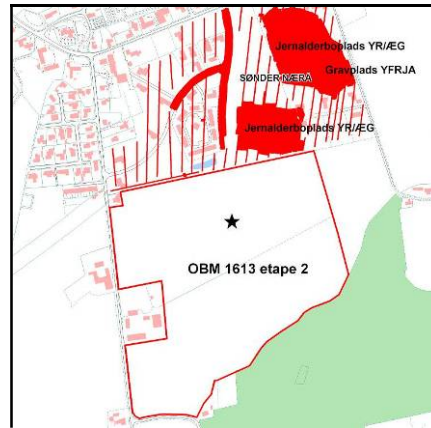 Jernalderboplads YR/ÆG
Gravplads YFRJA
SØNDER NÆRÅ
Jernalderboplads YR/ÆG
OBM 1613 etape 2